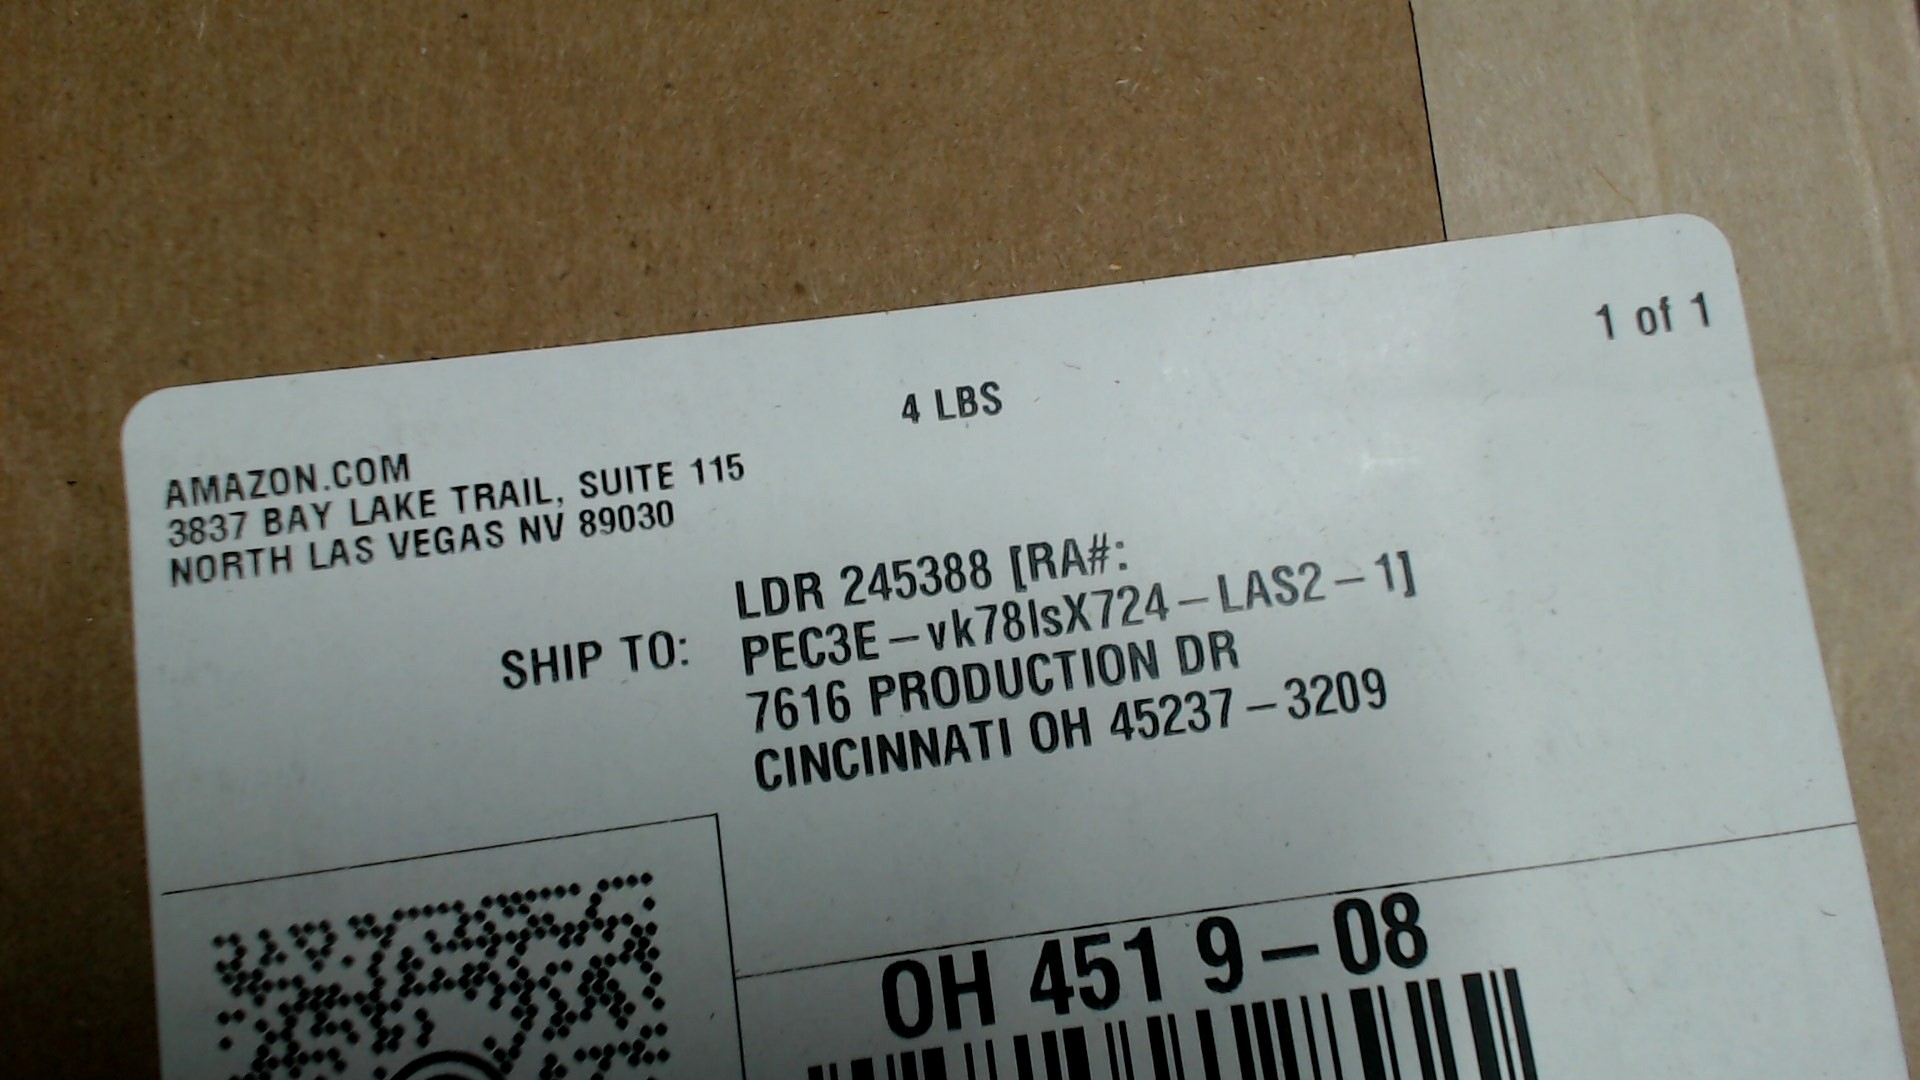 1 of 1
4 LBS
AMAZON.COM
3837 BAY LAKE TRAIL, SUITE 115
NORTH LAS VEGAS NV 89030
SHIP TO:
LDR 245388 [RA#:
PEC3E-vk78lsX724-LAS2-1]
7616 PRODUCTION DR
CINCINNATI OH 45237-3209
OH 451 9-08